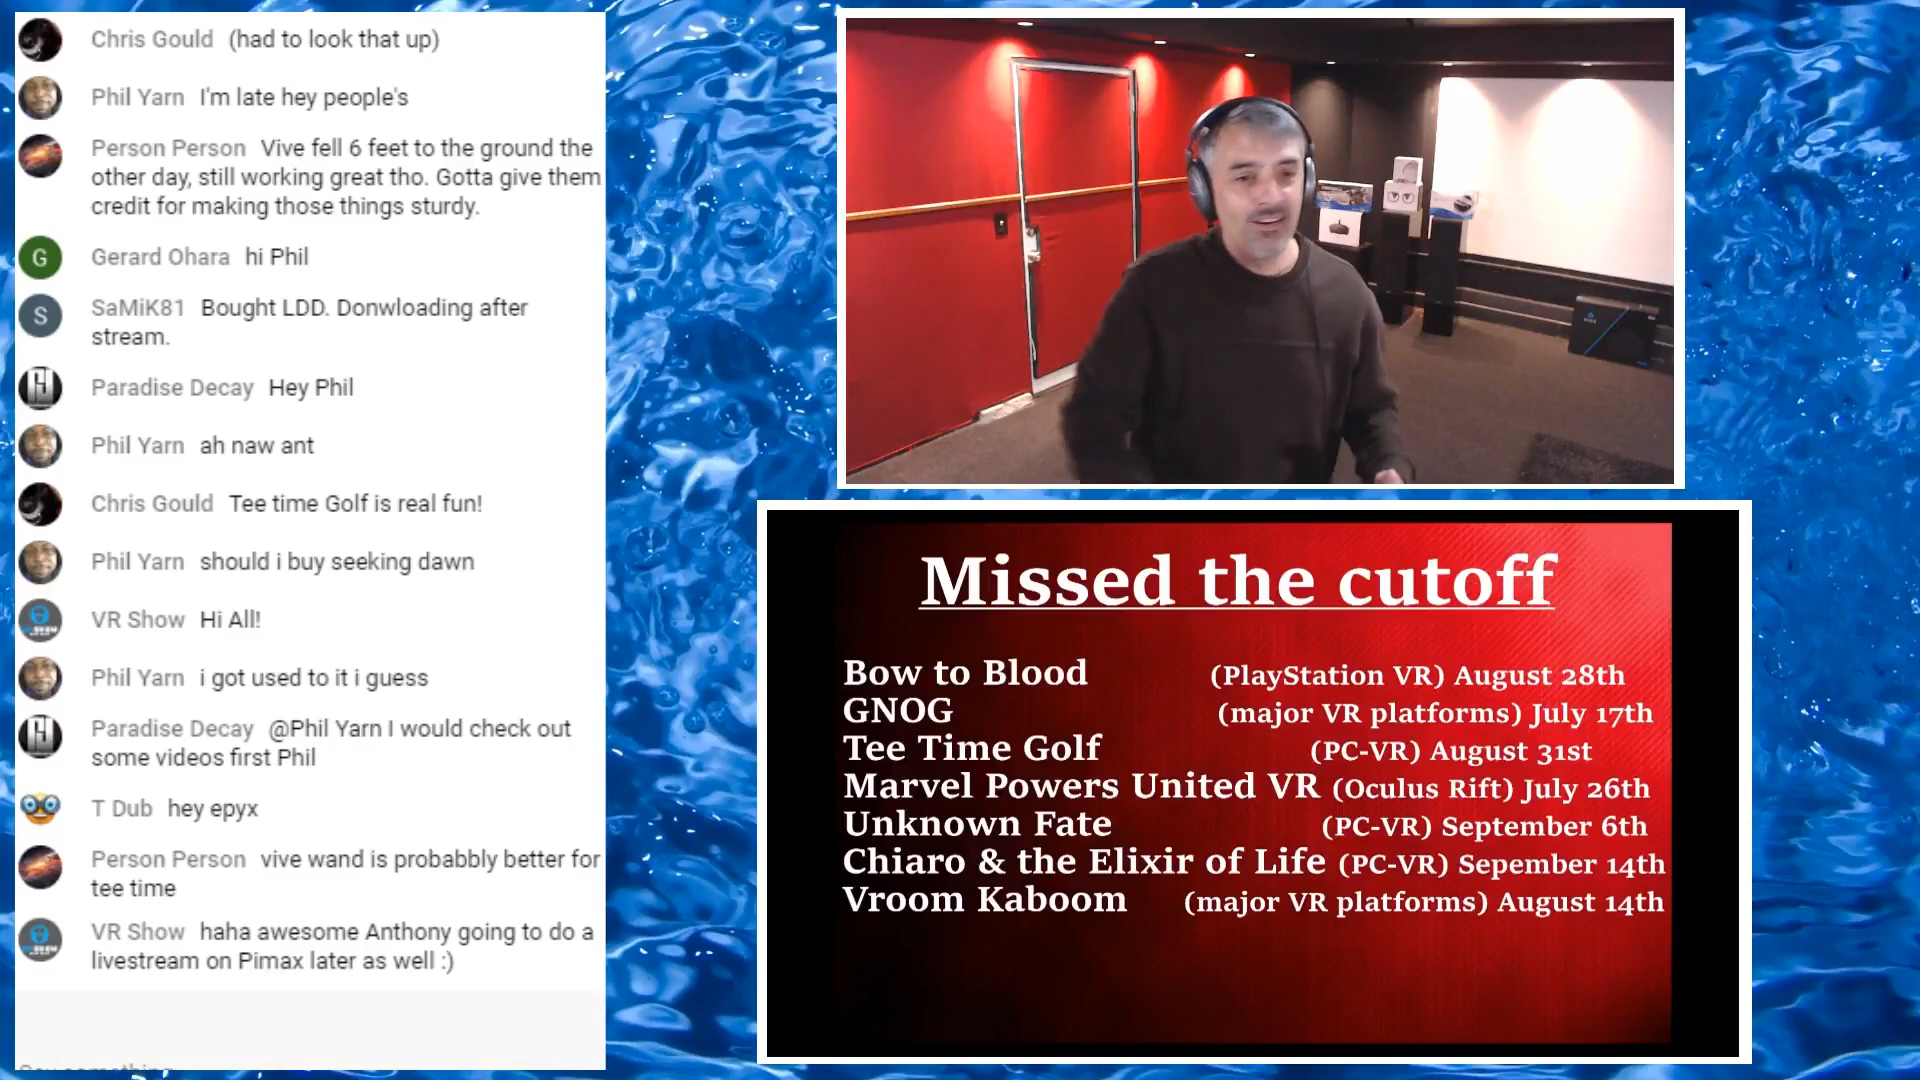 Chris Gould (had to look that up)
Phil Yarn I'm late hey people's
Person Person Vive fell 6 feet to the ground the
other day, still working great tho. Gotta give them
credit for making those things sturdy.
G
Gerard Ohara hi Phil
S
SaMiK81 Bought LDD. Donwloading after
stream.
Paradise Decay Hey Phil
Phil Yarn ah naw ant
Chris Gould Tee time Golf is real fun!
Phil Yarn should i buy seeking dawn
VR Show Hi All!
Phil Yarn i got used to it i guess
Paradise Decay @Phil Yarn I would check out
some videos first Phil
T Dub hey epyx
Person Person vive wand is probabbly better for
tee time
VR Show haha awesome Anthony going to do a
livestream on Pimax later as well :)
Missed the cutoff
Bow to Blood (PlayStation VR) August 28th
GNOG (major VR platforms) July 17th
Tee Time Golf (PC-VR) August 31st
Marvel Powers United VR (Oculus Rift) July 26th
Unknown Fate (PC-VR) September 6th
Chiaro & the Elixir of Life (PC-VR) Sepember 14th
Vroom Kaboom (major VR platforms) August 14th